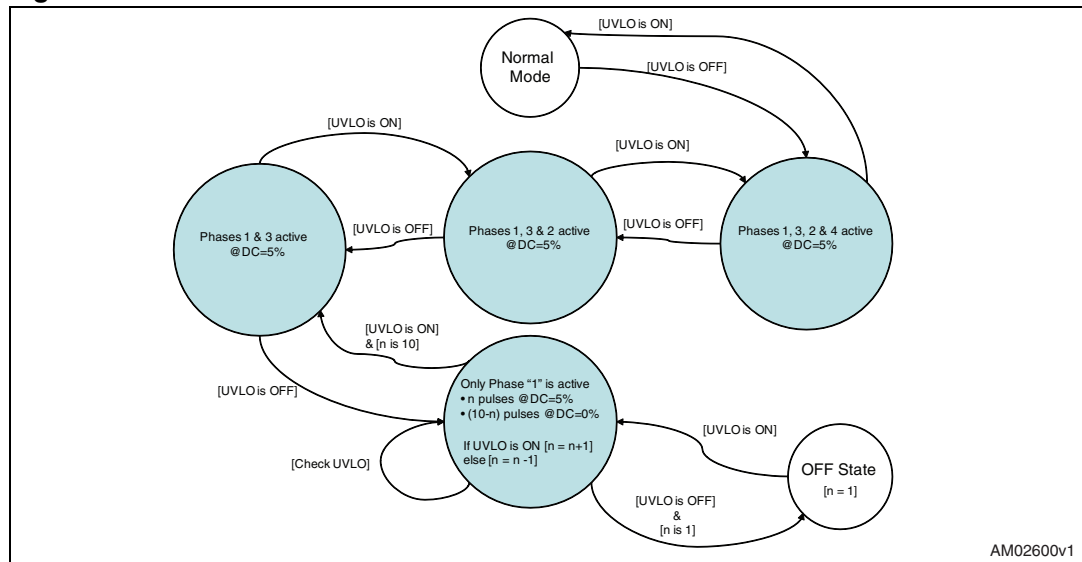 [UVLO is ON]
Normal
Mode
[UVLO is OFF]
[UVLO is ON]
[UVLO is ON]
Phases 1 & 3 active
@DC=5%
[UVLO is OFF]
Phases 1, 3 & 2 active
@DC=5%
[UVLO is OFF]
Phases 1, 3, 2 & 4 active
@DC=5%
[UVLO is ON]
& [n is 10]
[UVLO is OFF]
Only Phase “1” is active
• n pulses @DC=5%
• (10-n) pulses @DC=0%
If UVLO is ON [n = n+1]
else [n = n -1]
[Check UVLO]
[UVLO is ON]
OFF State
[n = 1]
[UVLO is OFF]
&
[n is 1]
AM02600v1